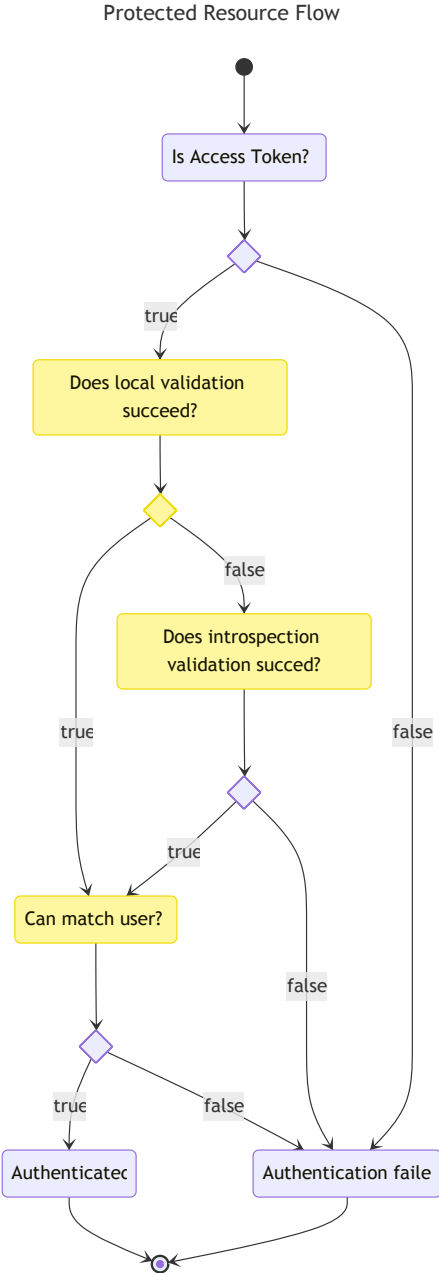 Protected Resource Flow
Is Access Token?
true
Does local validation
succeed?
false
Does introspection
validation succed?
true
false
true
Can match user?
false
true
false
Authenticated
Authentication faile